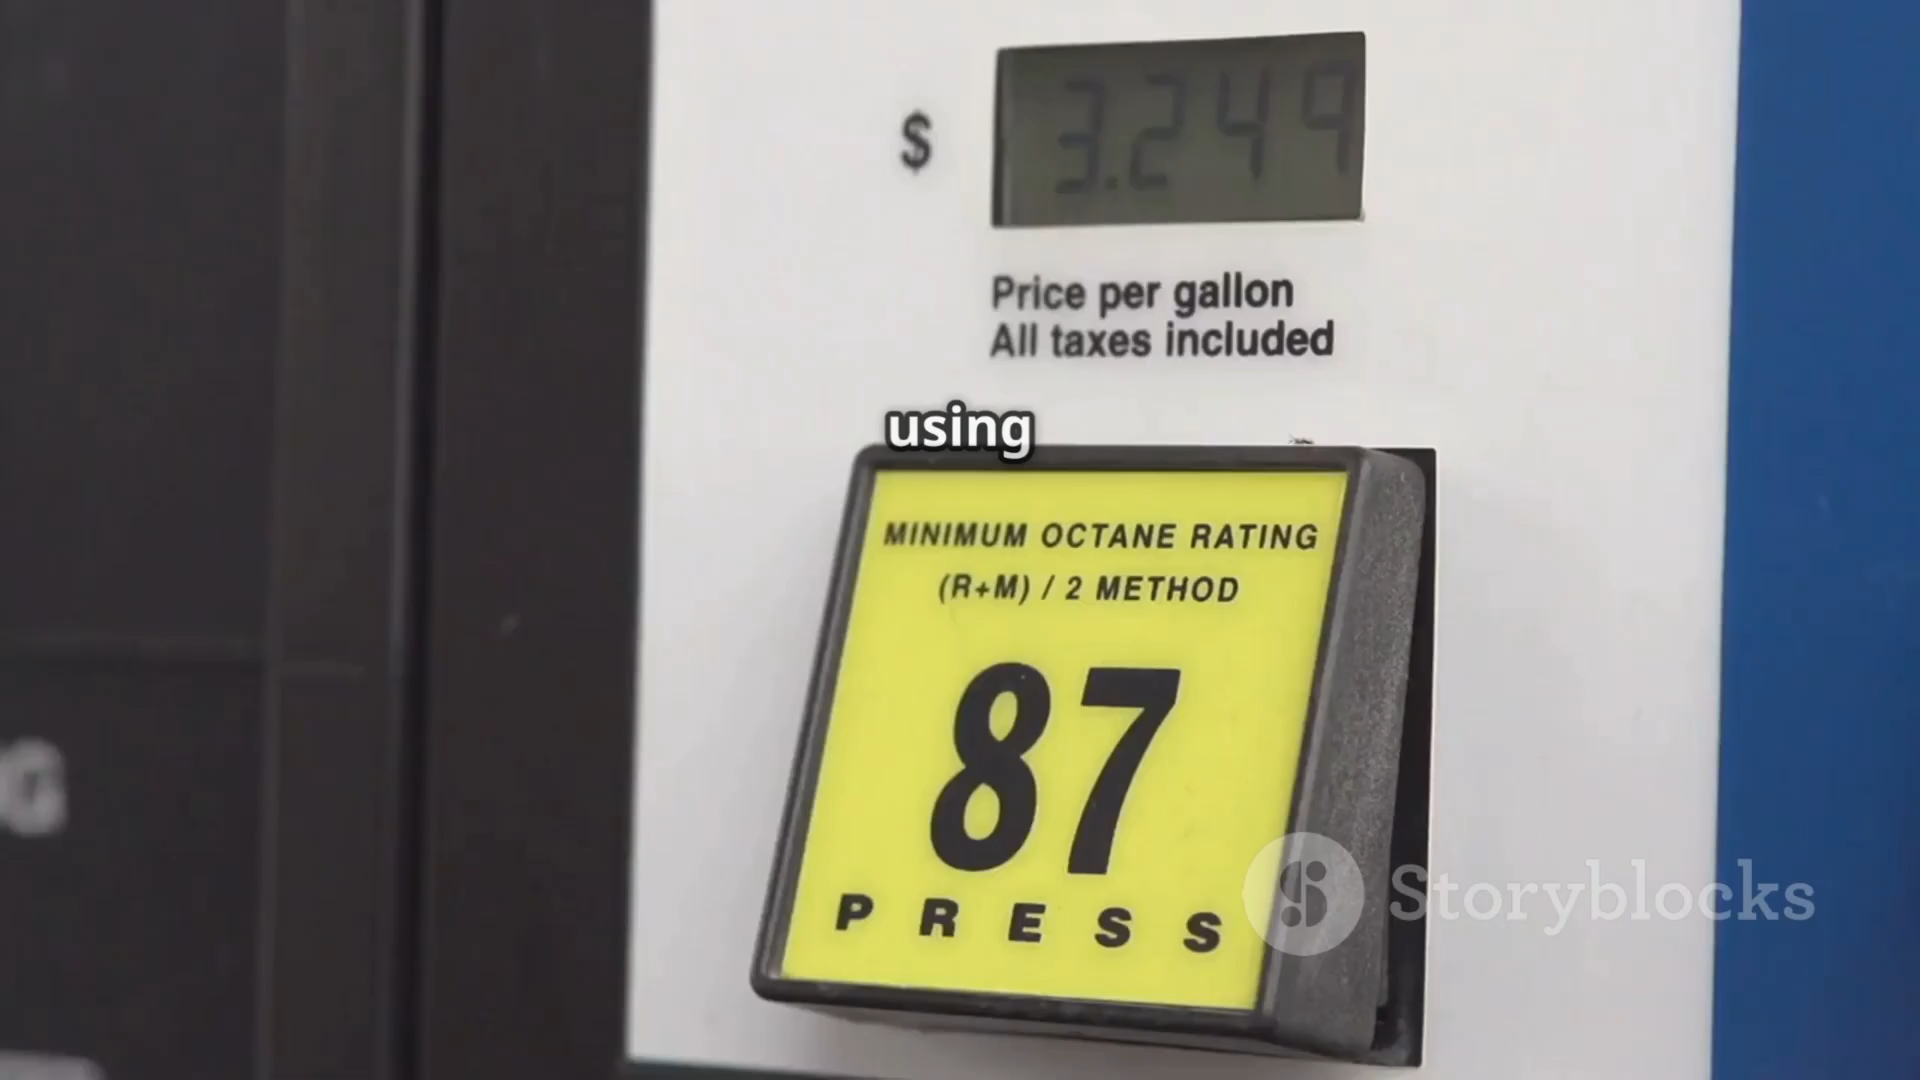 $ 3.249
Price per gallon
All taxes included
using
MINIMUM OCTANE RATING
(R+M) / 2 METHOD
87
PRESS
Storyblocks
G